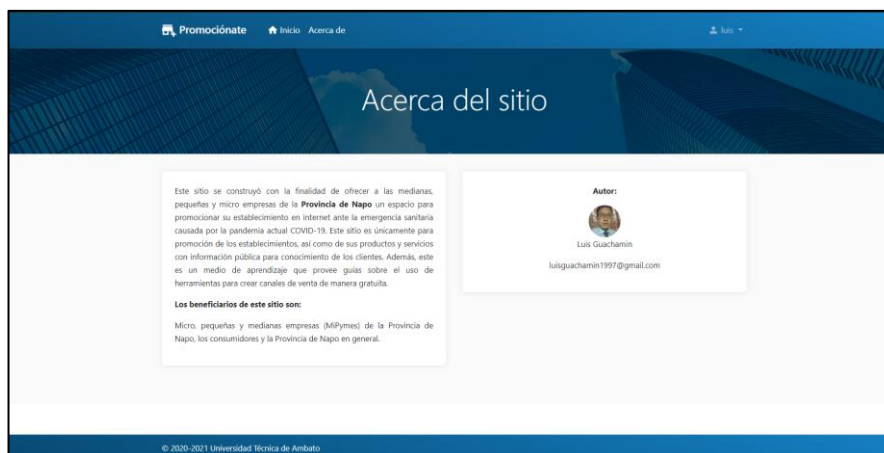 Promociónate
Inicio Acerca de
luis
Acerca del sitio
Este sitio se construyó con la finalidad de ofrecer a las medianas,
pequeñas y micro empresas de la Provincia de Napo un espacio para
promocionar su establecimiento en internet ante la emergencia sanitaria
causada por la pandemia actual COVID-19. Este sitio es únicamente para
promoción de los establecimientos, así como de sus productos y servicios
con información pública para conocimiento de los clientes. Además, este
es un medio de aprendizaje que provee guías sobre el uso de
herramientas para crear canales de venta de manera gratuita.
Los beneficiarios de este sitio son:
Micro, pequeñas y medianas empresas (MiPymes) de la Provincia de
Napo, los consumidores y la Provincia de Napo en general.
Autor:
Luis Guachamin
luisguachamin1997@gmail.com
© 2020-2021 Universidad Técnica de Ambato